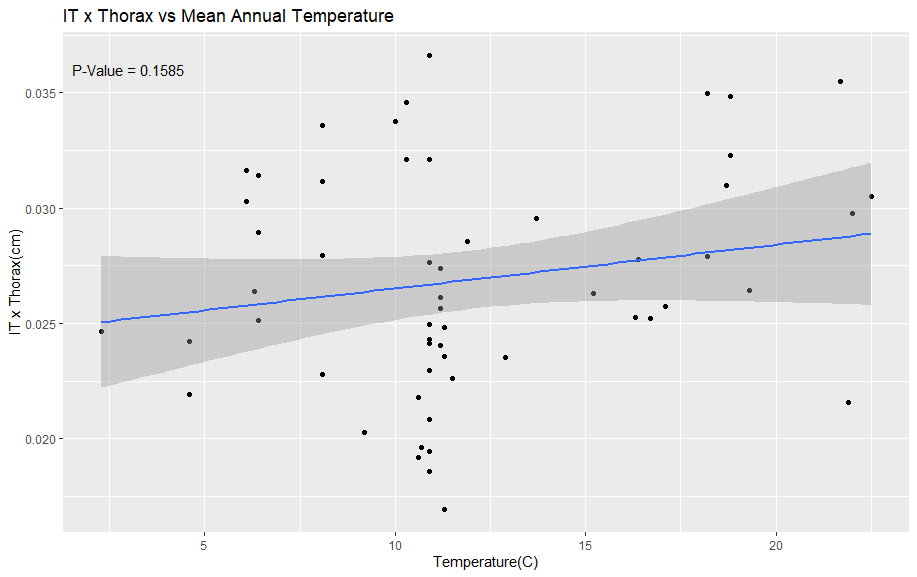 IT x Thorax vs Mean Annual Temperature
P-Value = 0.1585
0.035
0.030
0.025
0.020
IT x Thorax(cm)
5
10
15
20
Temperature(C)